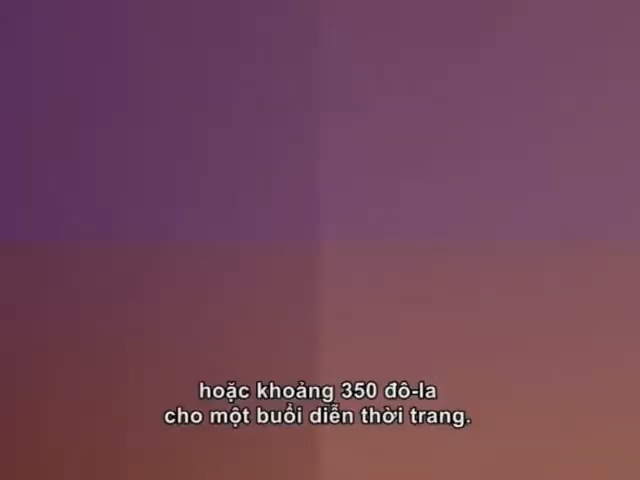 hoặc khoảng 350 đô-la
cho một buổi diễn thời trang.